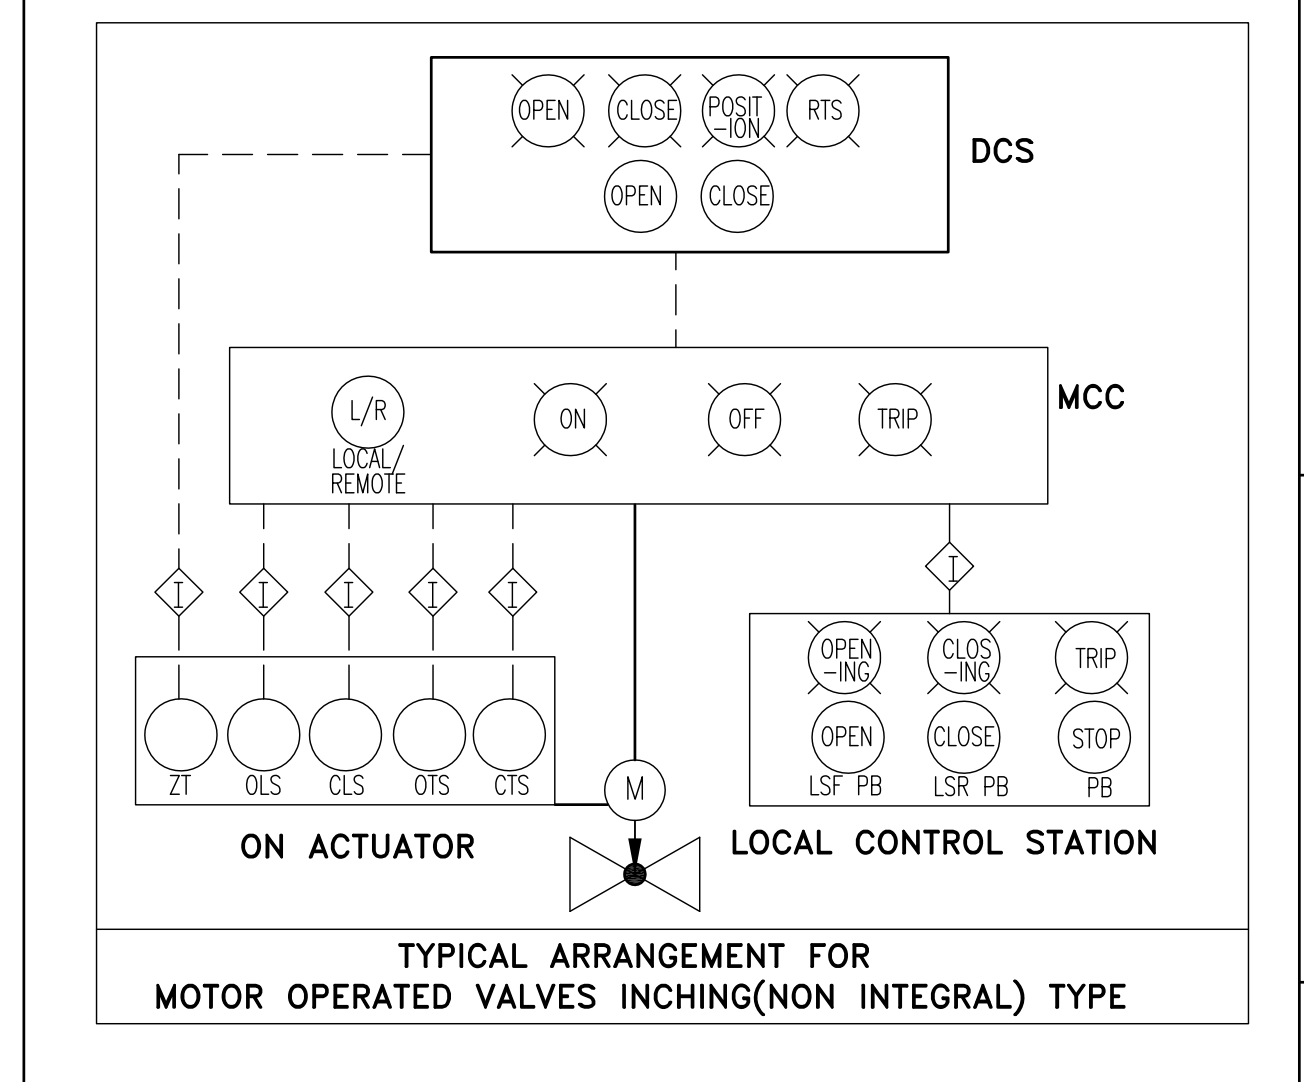 OPEN CLOSE POSIT RTS
-ION
DCS
OPEN CLOSE
L/R ON OFF TRIP
MCC
LOCAL/
REMOTE
I I I I I I
OPEN CLOS TRIP
-ING -ING
OPEN CLOSE STOP
LSF PB LSR PB PB
ZT OLS CLS OTS CTS
M
ON ACTUATOR
LOCAL CONTROL STATION
TYPICAL ARRANGEMENT FOR
MOTOR OPERATED VALVES INCHING(NON INTEGRAL) TYPE